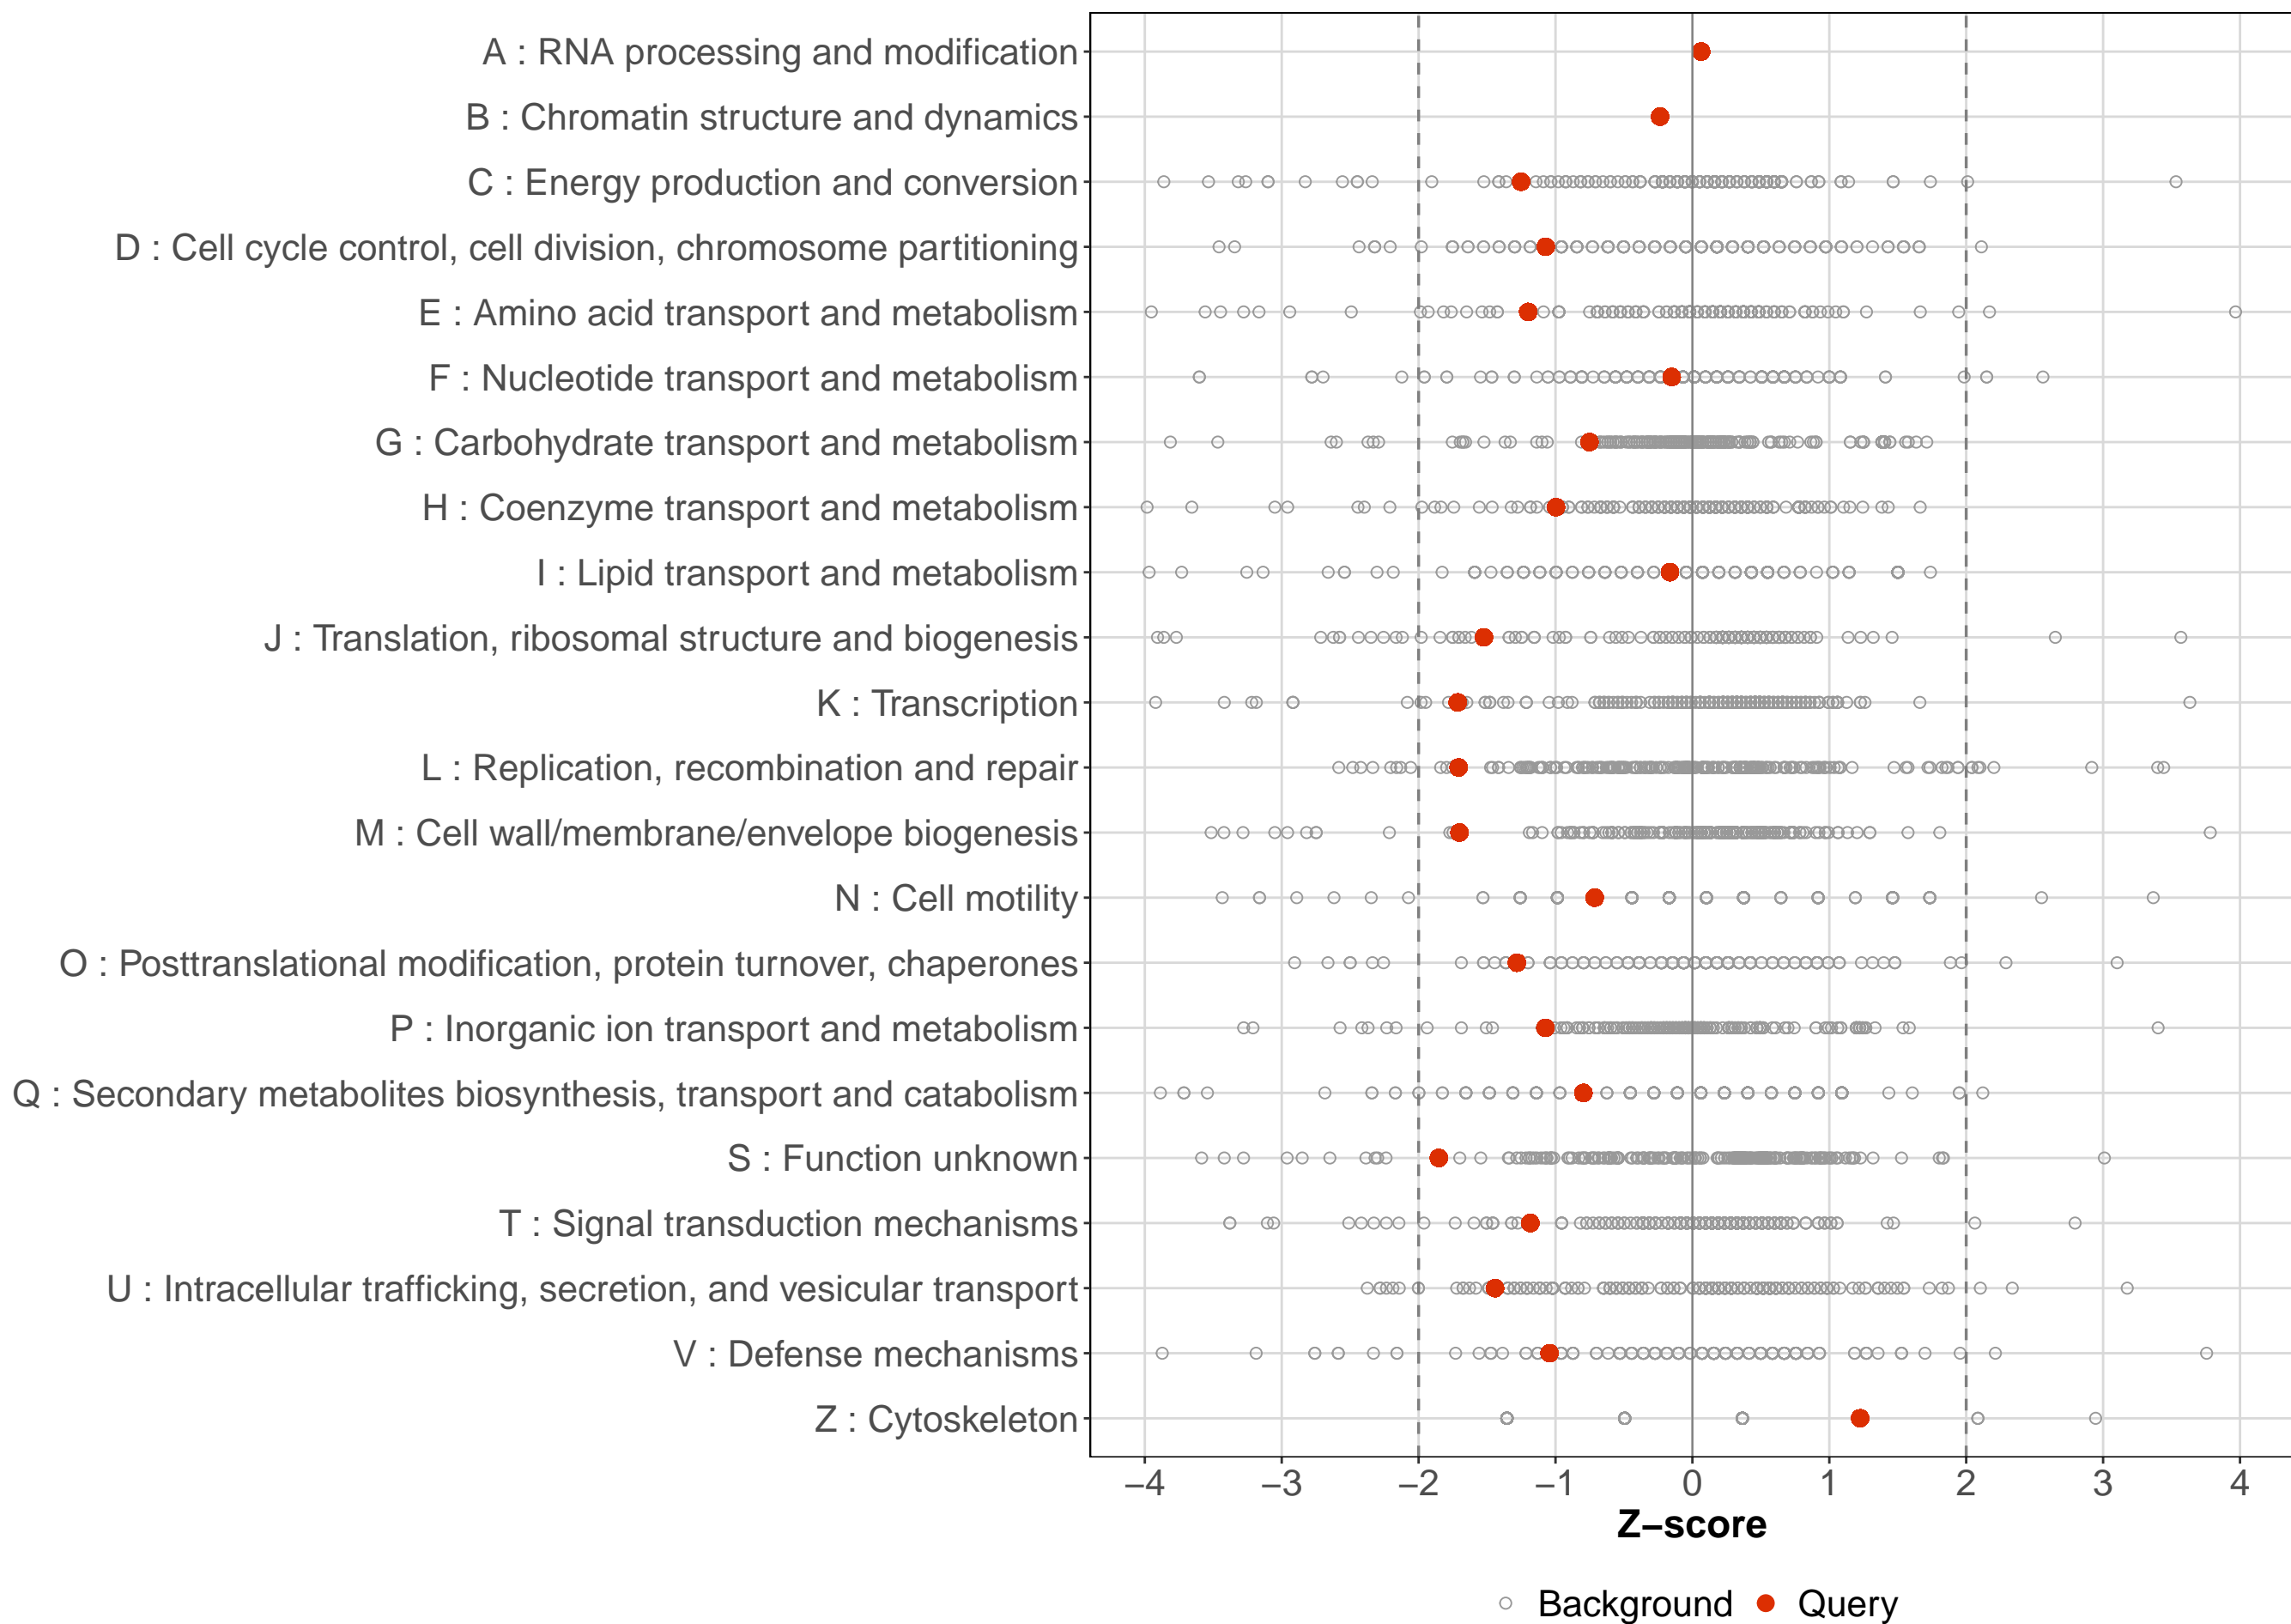 A : RNA processing and modification
B : Chromatin structure and dynamics
C : Energy production and conversion
D : Cell cycle control, cell division, chromosome partitioning
E : Amino acid transport and metabolism
F : Nucleotide transport and metabolism
G : Carbohydrate transport and metabolism
H : Coenzyme transport and metabolism
I : Lipid transport and metabolism
J : Translation, ribosomal structure and biogenesis
K : Transcription
L : Replication, recombination and repair
M : Cell wall/membrane/envelope biogenesis
N : Cell motility
O : Posttranslational modification, protein turnover, chaperones
P : Inorganic ion transport and metabolism
Q : Secondary metabolites biosynthesis, transport and catabolism
S : Function unknown
T : Signal transduction mechanisms
U : Intracellular trafficking, secretion, and vesicular transport
V : Defense mechanisms
Z : Cytoskeleton
−4 −3 −2 −1 0 1 2 3 4
Z−score
Background Query